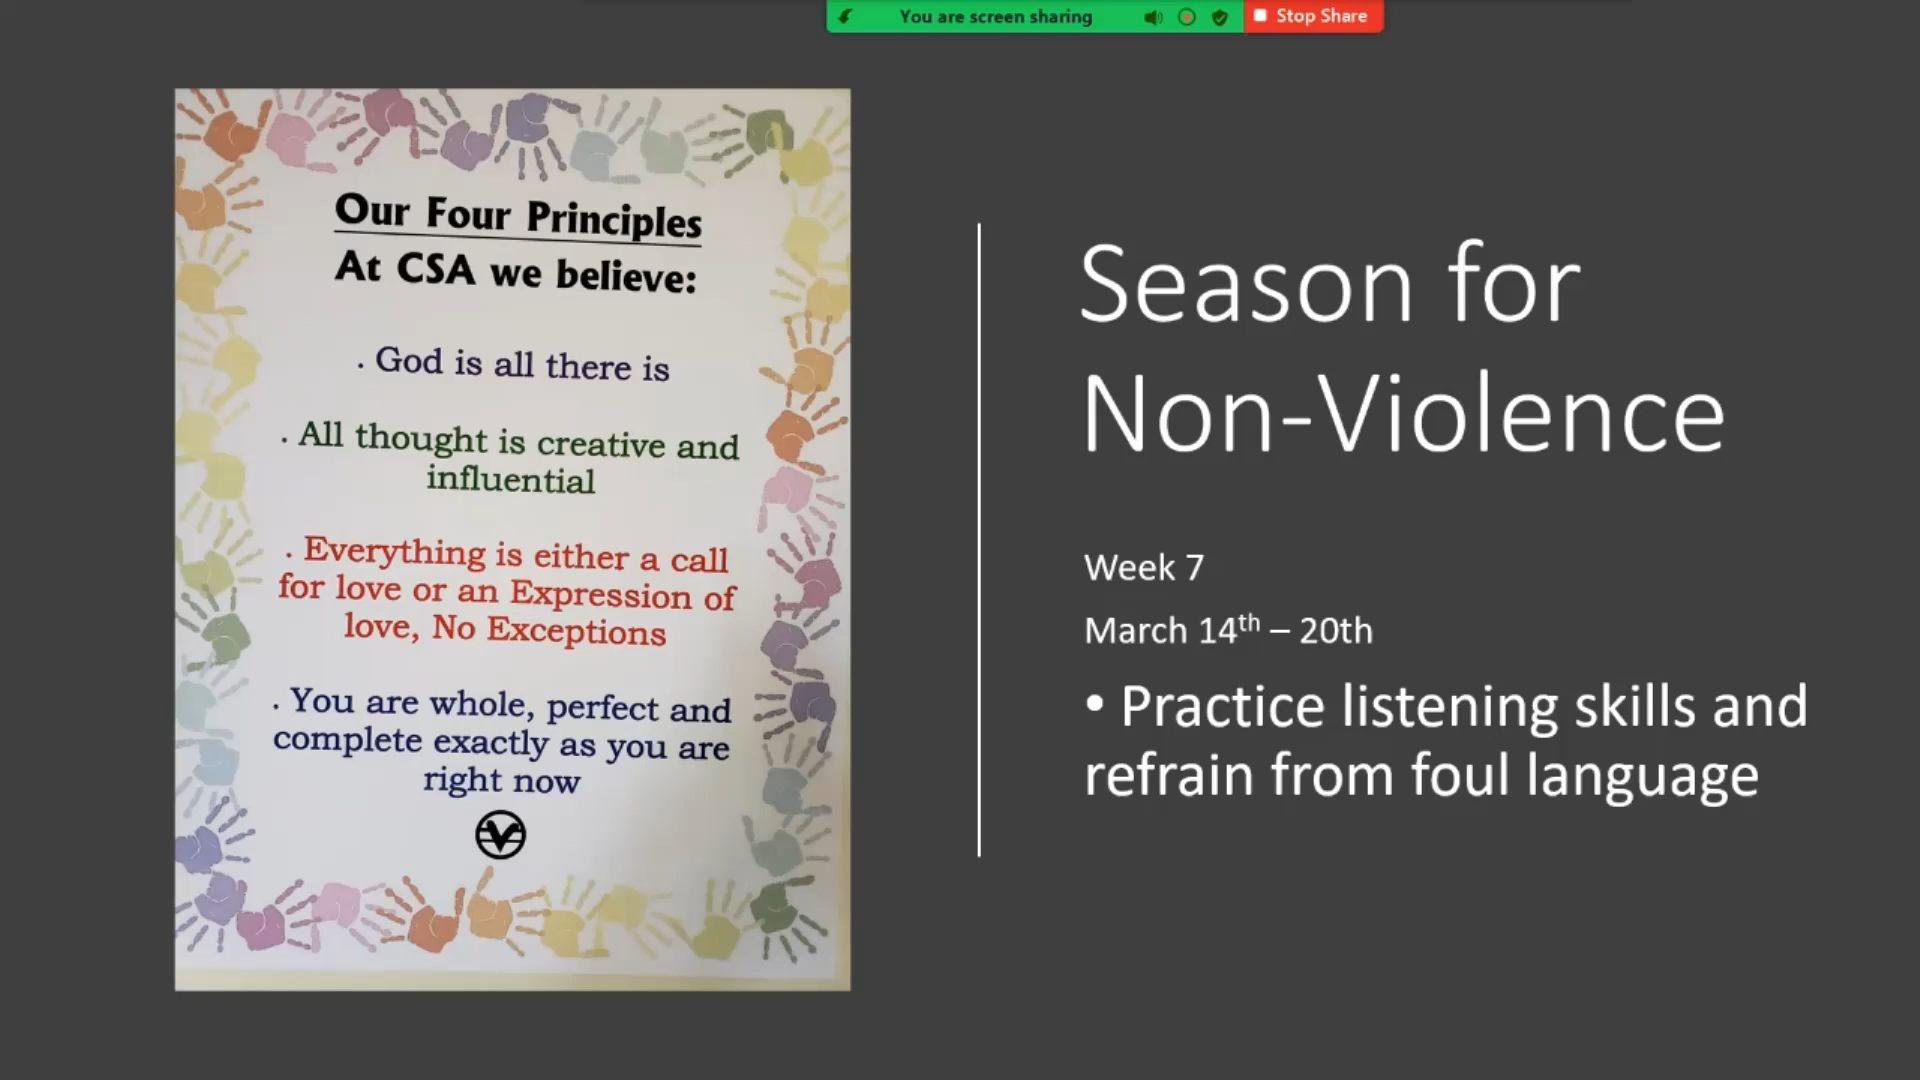 You are screen sharing
Stop Share
Our Four Principles
At CSA we believe:
. God is all there is
. All thought is creative and
influential
. Everything is either a call
for love or an Expression of
love, No Exceptions
. You are whole, perfect and
complete exactly as you are
right now
Season for
Non-Violence
Week 7
March 14th – 20th
• Practice listening skills and
refrain from foul language